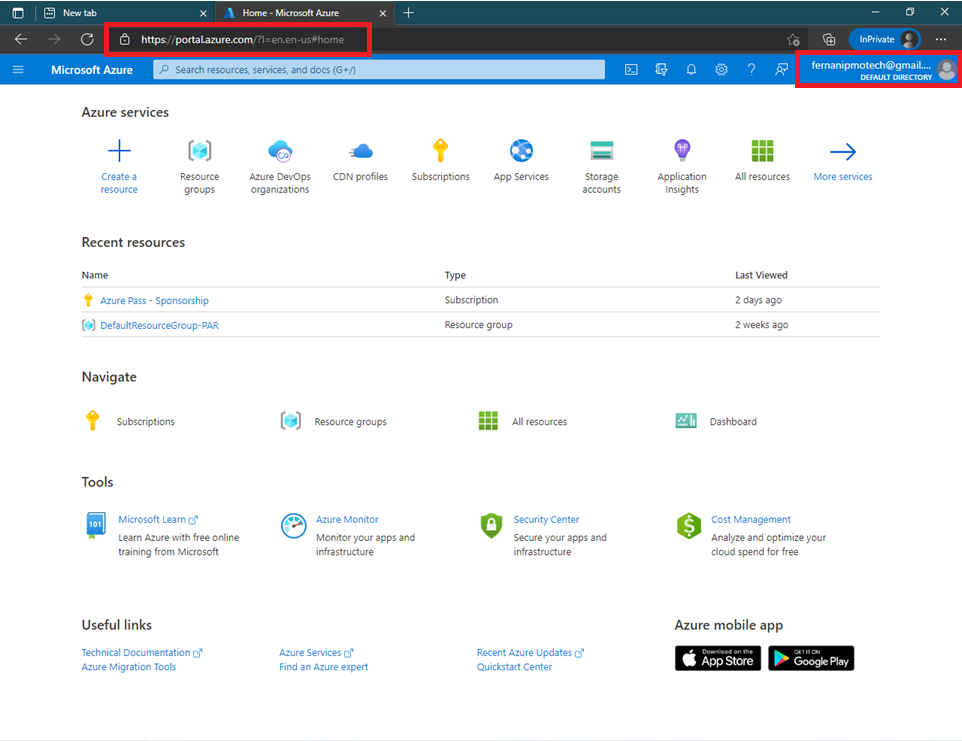 New tab
Home - Microsoft Azure
https://portal.azure.com/?l=en.en-us#home
InPrivate
Microsoft Azure
Search resources, services, and docs (G+/)
fernanipmotech@gmail....
DEFAULT DIRECTORY
Azure services
Create a
resource
Resource
groups
Azure DevOps
organizations
CDN profiles
Subscriptions
App Services
Storage
accounts
Application
Insights
All resources
More services
Recent resources
Name Type Last Viewed
Azure Pass - Sponsorship Subscription 2 days ago
DefaultResourceGroup-PAR Resource group 2 weeks ago
Navigate
Subscriptions
Resource groups
All resources
Dashboard
Tools
101
Microsoft Learn
Learn Azure with free online
training from Microsoft
Azure Monitor
Monitor your apps and
infrastructure
Security Center
Secure your apps and
infrastructure
Cost Management
Analyze and optimize your
cloud spend for free
Useful links
Technical Documentation
Azure Migration Tools
Azure Services
Find an Azure expert
Recent Azure Updates
Quickstart Center
Azure mobile app
Download on the
App Store
GET IT ON
Google Play